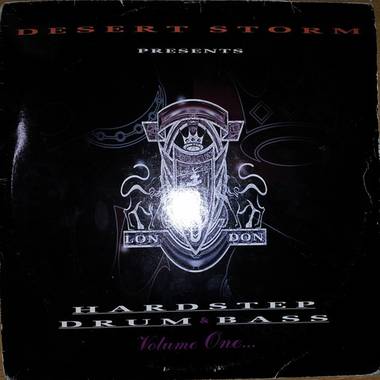 DESERT STORM
PRESENTS
LON DON
HARDSTEP
DRUM & BASS
Volume One...